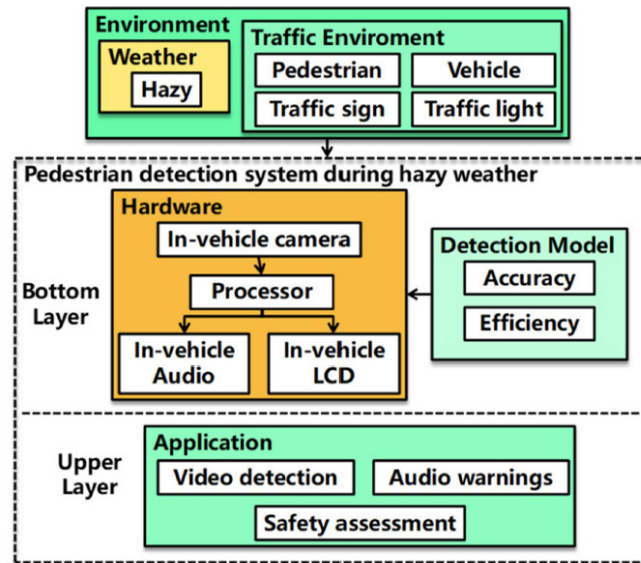 Environment
Weather
Hazy
Traffic Enviroment
Pedestrian
Vehicle
Traffic sign
Traffic light
Pedestrian detection system during hazy weather
Bottom
Layer
Hardware
In-vehicle camera
Processor
In-vehicle
Audio
In-vehicle
LCD
Detection Model
Accuracy
Efficiency
Upper
Layer
Application
Video detection
Audio warnings
Safety assessment